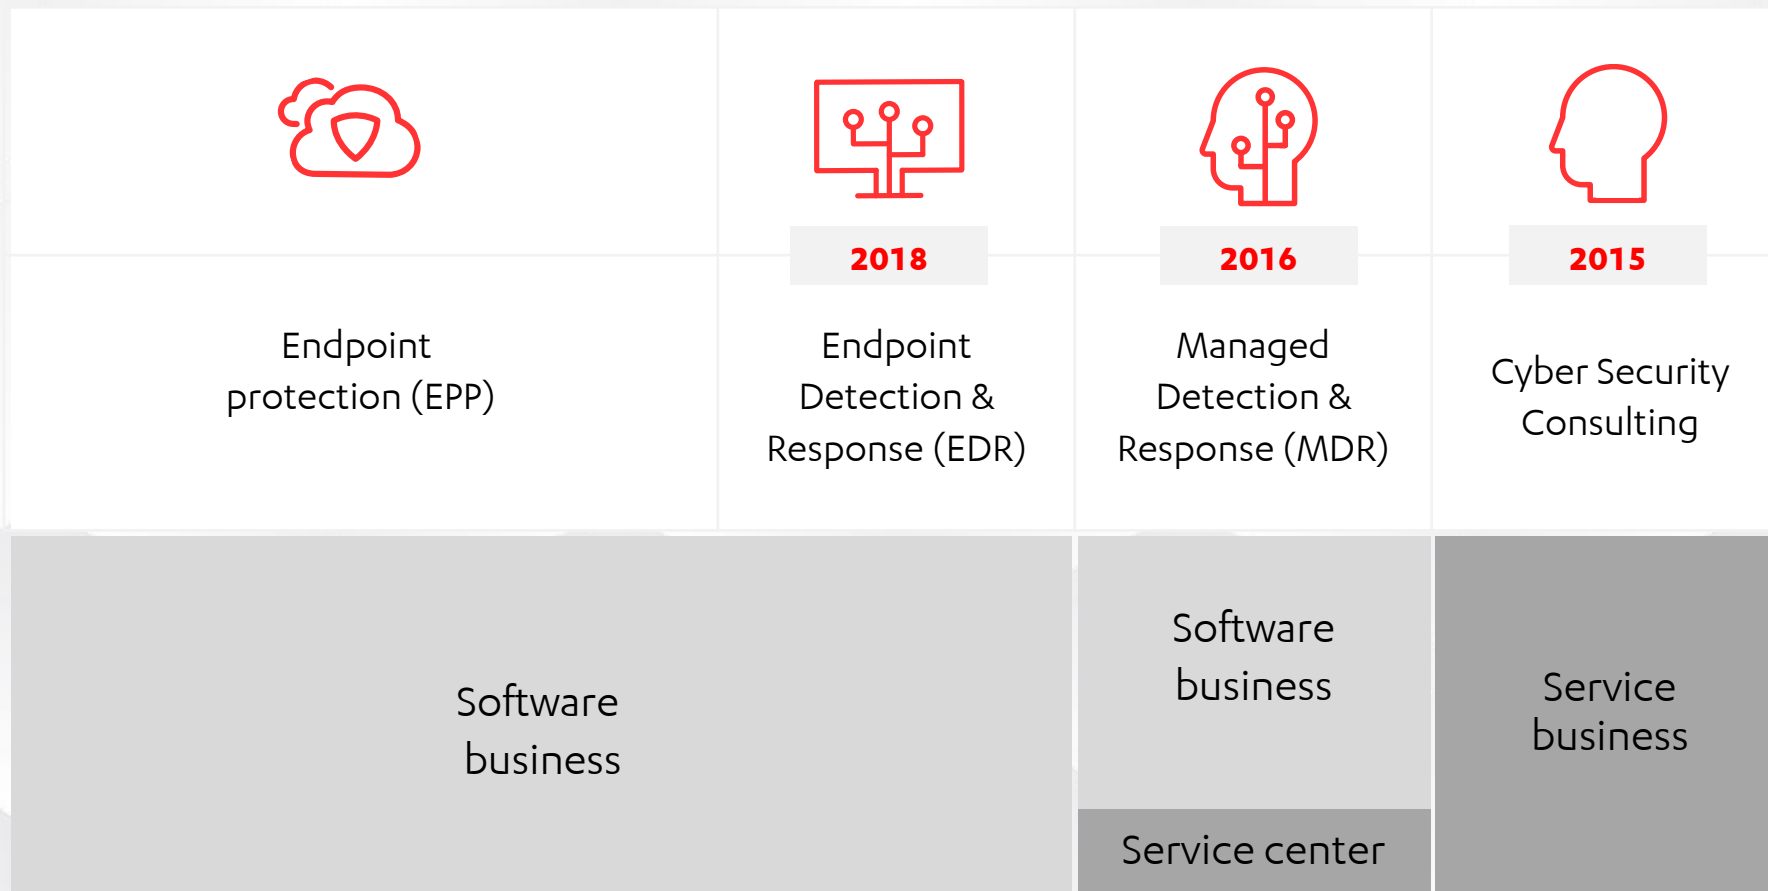 2018
2016
2015
Endpoint
protection (EPP)
Endpoint
Detection &
Response (EDR)
Managed
Detection &
Response (MDR)
Cyber Security
Consulting
Software
business
Software
business
Service center
Service
business